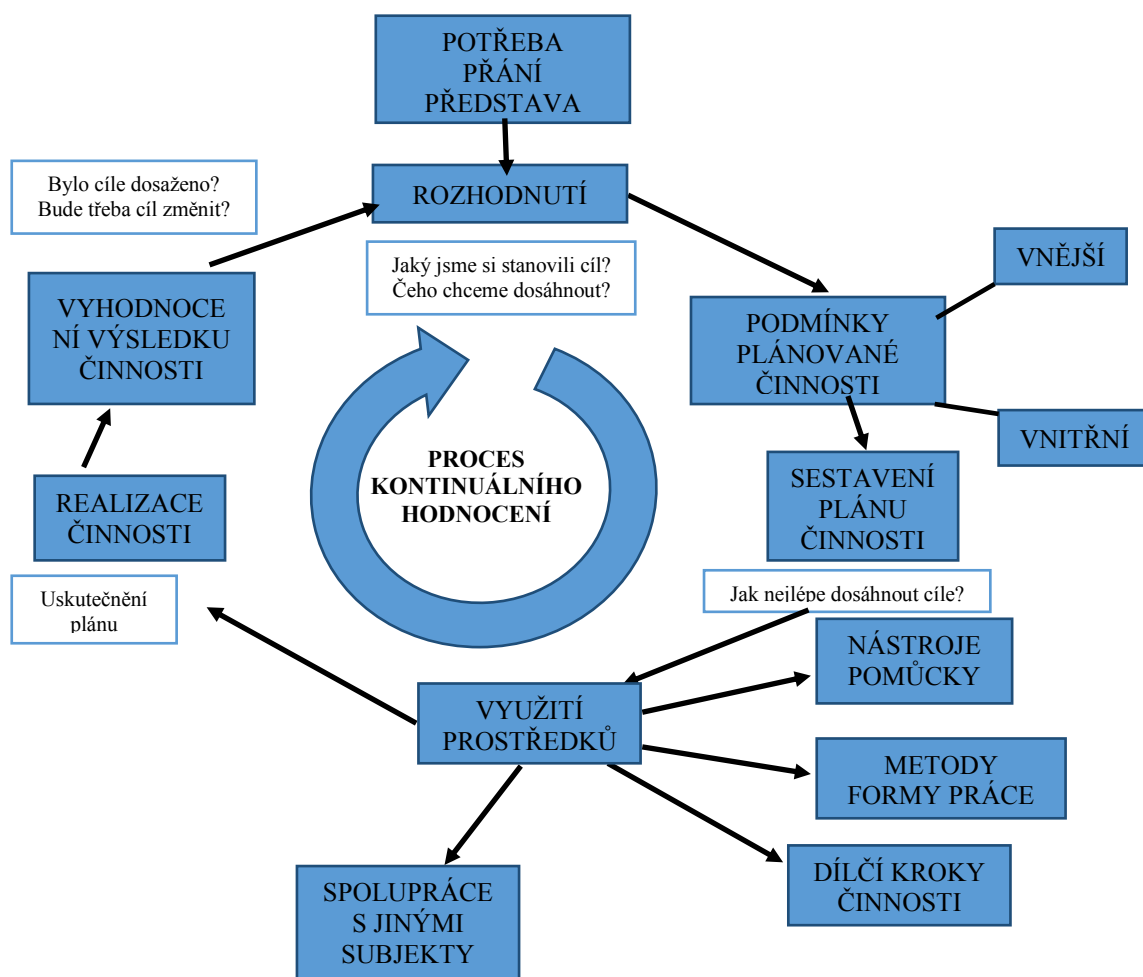 POTŘEBA
PŘÁNÍ
PŘEDSTAVA
Bylo cíle dosaženo?
Bude třeba cíl změnit?
ROZHODNUTÍ
Jaký jsme si stanovili cíl?
Čeho chceme dosáhnout?
VNĚJŠÍ
VYHODNOCE
NÍ VÝSLEDKU
ČINNOSTI
PODMÍNKY
PLÁNOVANÉ
ČINNOSTI
VNITŘNÍ
PROCES
KONTINUÁLNÍHO
HODNOCENÍ
REALIZACE
ČINNOSTI
SESTAVENÍ
PLÁNU
ČINNOSTI
Uskutečnění
plánu
Jak nejlépe dosáhnout cíle?
NÁSTROJE
POMŮCKY
VYUŽITÍ
PROSTŘEDKŮ
METODY
FORMY PRÁCE
DÍLČÍ KROKY
ČINNOSTI
SPOLUPRÁCE
S JINÝMI
SUBJEKTY